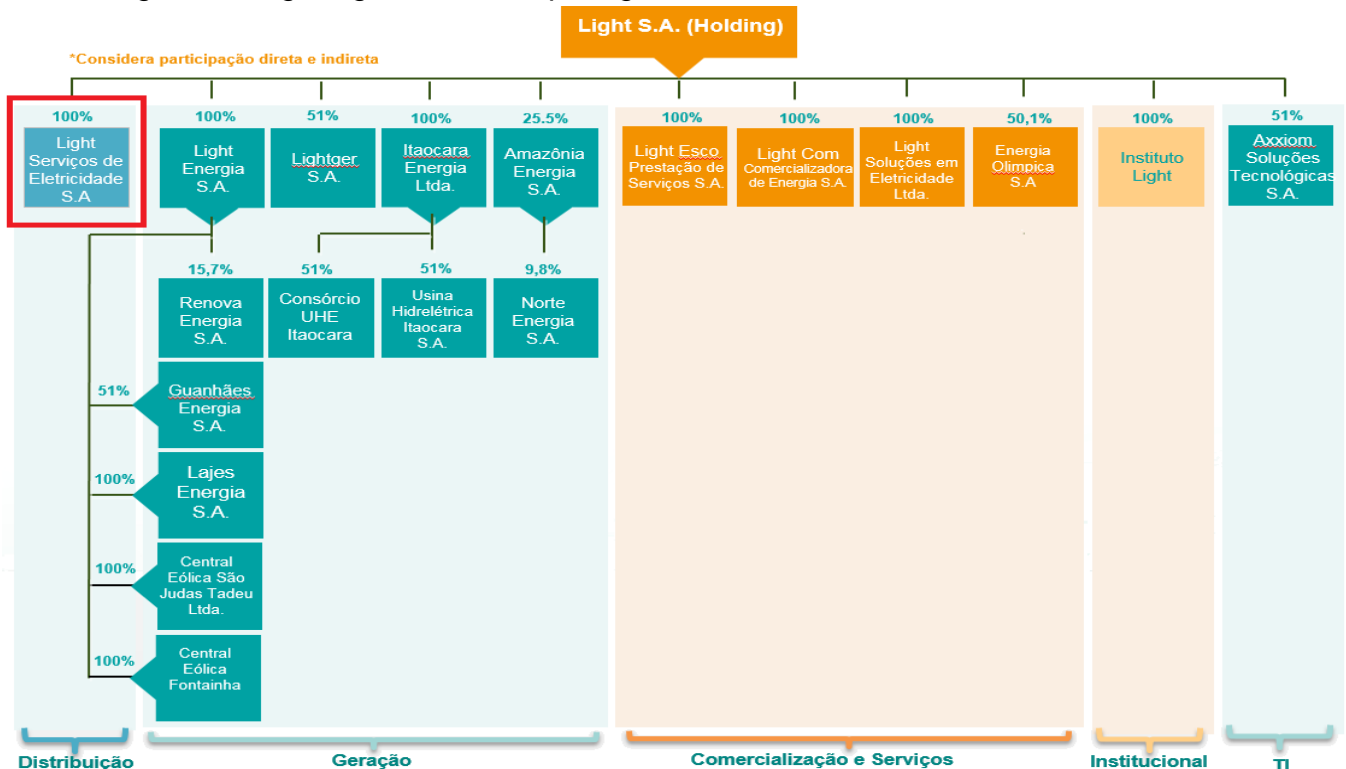 Light S.A. (Holding)
*Considera participação direta e indireta
100%
Light
Serviços de
Eletricidade
S.A
100%
Light
Energia
S.A.
51%
Lightger
S.A.
100%
Itaocara
Energia
Ltda.
25.5%
Amazônia
Energia
S.A.
100%
Light Esco
Prestação de
Serviços S.A.
100%
Light Com
Comercializadora
de Energia S.A.
100%
Light
Soluções em
Eletricidade
Ltda.
50,1%
Energia
Olimpica
S.A
100%
Instituto
Light
51%
Axxiom
Soluções
Tecnológicas
S.A.
15,7%
Renova
Energia
S.A.
51%
Consórcio
UHE
Itaocara
51%
Usina
Hidrelétrica
Itaocara
S.A.
9,8%
Norte
Energia
S.A.
51%
Guanhães
Energia
S.A.
100%
Lajes
Energia
S.A.
100%
Central
Eólica São
Judas Tadeu
Ltda.
100%
Central
Eólica
Fontainha
Distribuição
Geração
Comercialização e Serviços
Institucional
TI